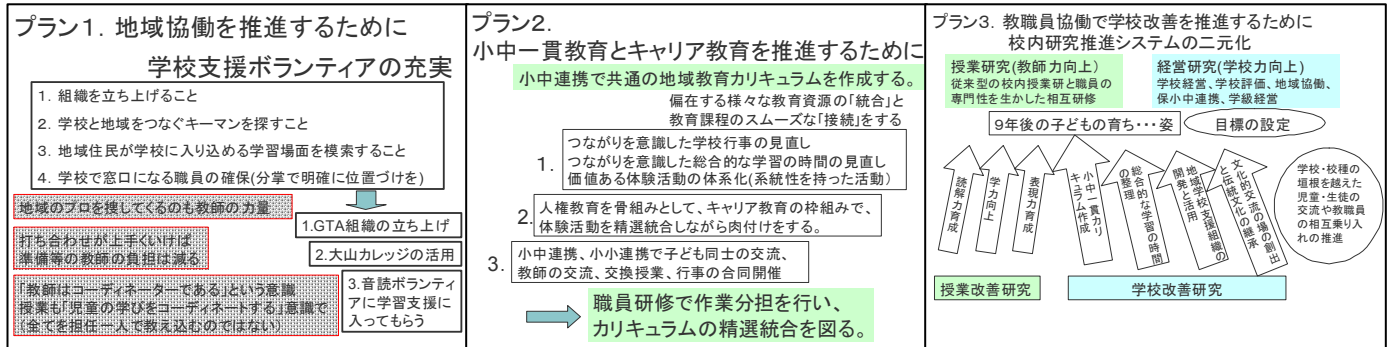 プラン１．地域協働を推進するために
学校支援ボランティアの充実
１．組織を立ち上げること
２．学校と地域をつなぐキーマンを探すこと
３．地域住民が学校に入り込める学習場面を模索すること
４．学校で窓口になる職員の確保(分掌で明確に位置づけを)
地域のプロを捜してくるのも教師の力量
打ち合わせが上手くいけば
準備等の教師の負担は減る
「教師はコーディネーターである」という意識
授業も「児童の学びをコーディネートする」意識で
(全てを担任一人で教え込むのではない)
1.GTA組織の立ち上げ
2.大山カレッジの活用
3.音読ボランティ
アに学習支援に
入ってもらう
プラン２．
小中一貫教育とキャリア教育を推進するために
小中連携で共通の地域教育カリキュラムを作成する。
偏在する様々な教育資源の「統合」と
教育課程のスムーズな「接続」をする
1.
つながりを意識した学校行事の見直し
つながりを意識した総合的な学習の時間の見直し
価値ある体験活動の体系化(系統性を持った活動)
2.
人権教育を骨組みとして、キャリア教育の枠組みで、
体験活動を精選統合しながら肉付けをする。
3.
小中連携、小小連携で子ども同士の交流、
教師の交流、交換授業、行事の合同開催
職員研修で作業分担を行い、
カリキュラムの精選統合を図る。
プラン３．教職員協働で学校改善を推進するために
校内研究推進システムの二元化
授業研究(教師力向上)
従来型の校内授業研と職員の
専門性を生かした相互研修
経営研究(学校力向上)
学校経営、学校評価、地域協働、
保小中連携、学級経営
９年後の子どもの育ち・・・姿
目標の設定
読解力育成
学力向上
表現力育成
小中一貫カリ
キュラム作成
総合的な学習の時間
の整理
地域学校支援組織の
開発と活用
文化的交流の場の創出
と伝統文化の継承
学校・校種の
垣根を越えた
児童・生徒の
交流や教職員
の相互乗り入
れの推進
授業改善研究
学校改善研究